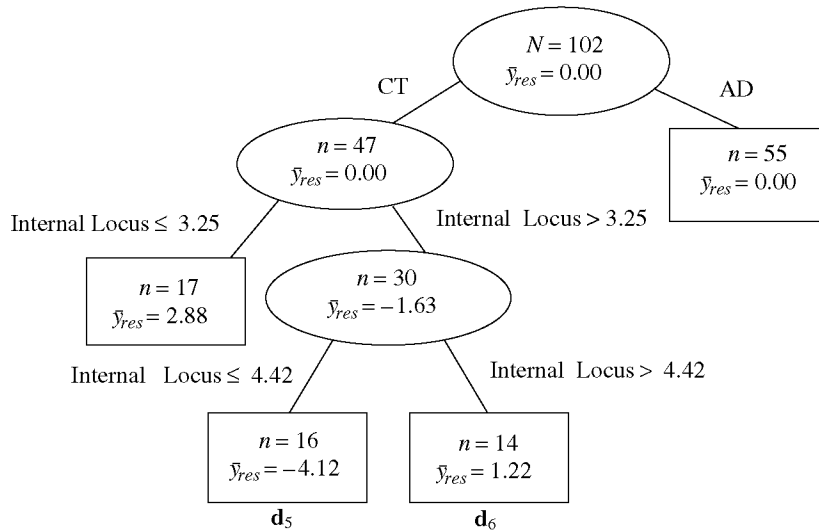 N = 102
ȳres = 0.00
CT
AD
n = 47
ȳres = 0.00
n = 55
ȳres = 0.00
Internal Locus ≤ 3.25
Internal Locus > 3.25
n = 17
ȳres = 2.88
n = 30
ȳres = −1.63
Internal Locus ≤ 4.42
Internal Locus > 4.42
n = 16
ȳres = −4.12
n = 14
ȳres = 1.22
d5
d6